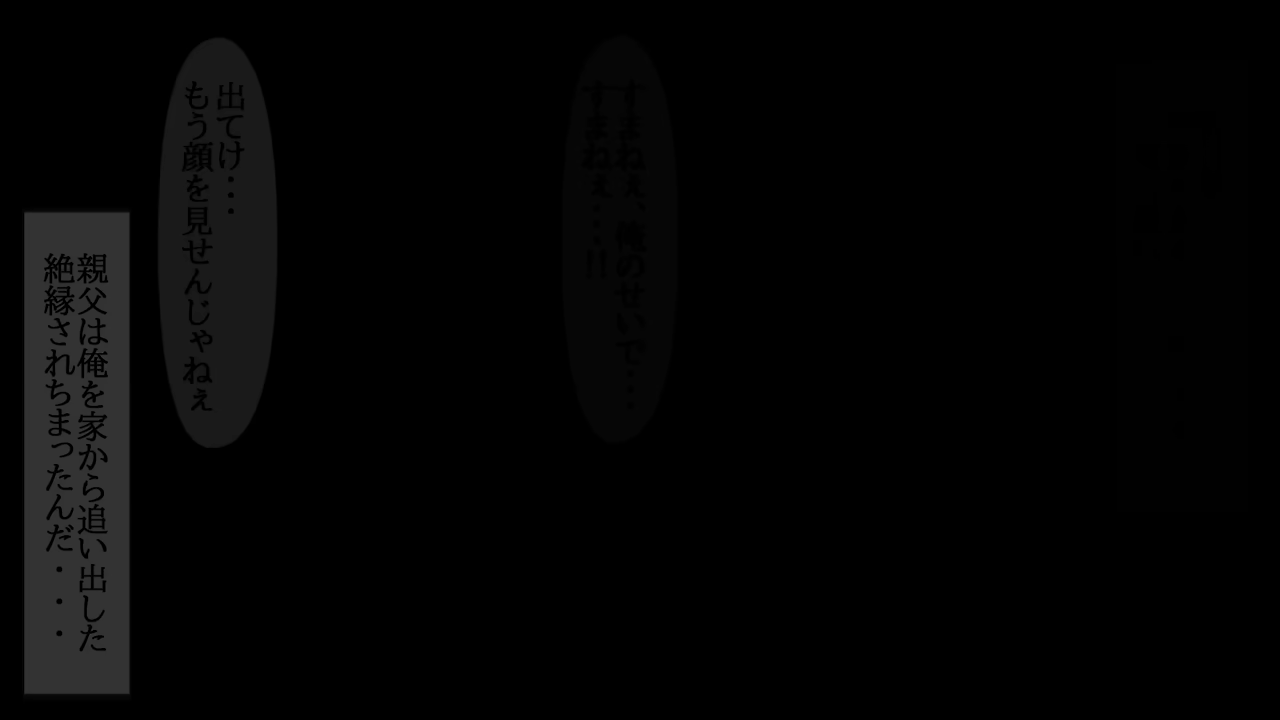 すまねぇ、俺のせいで・・・
すまねぇ・・・!!
出てけ・・・
もう顔を見せんじゃねぇ
親父は俺を家から追い出した
絶縁されちまったんだ・・・